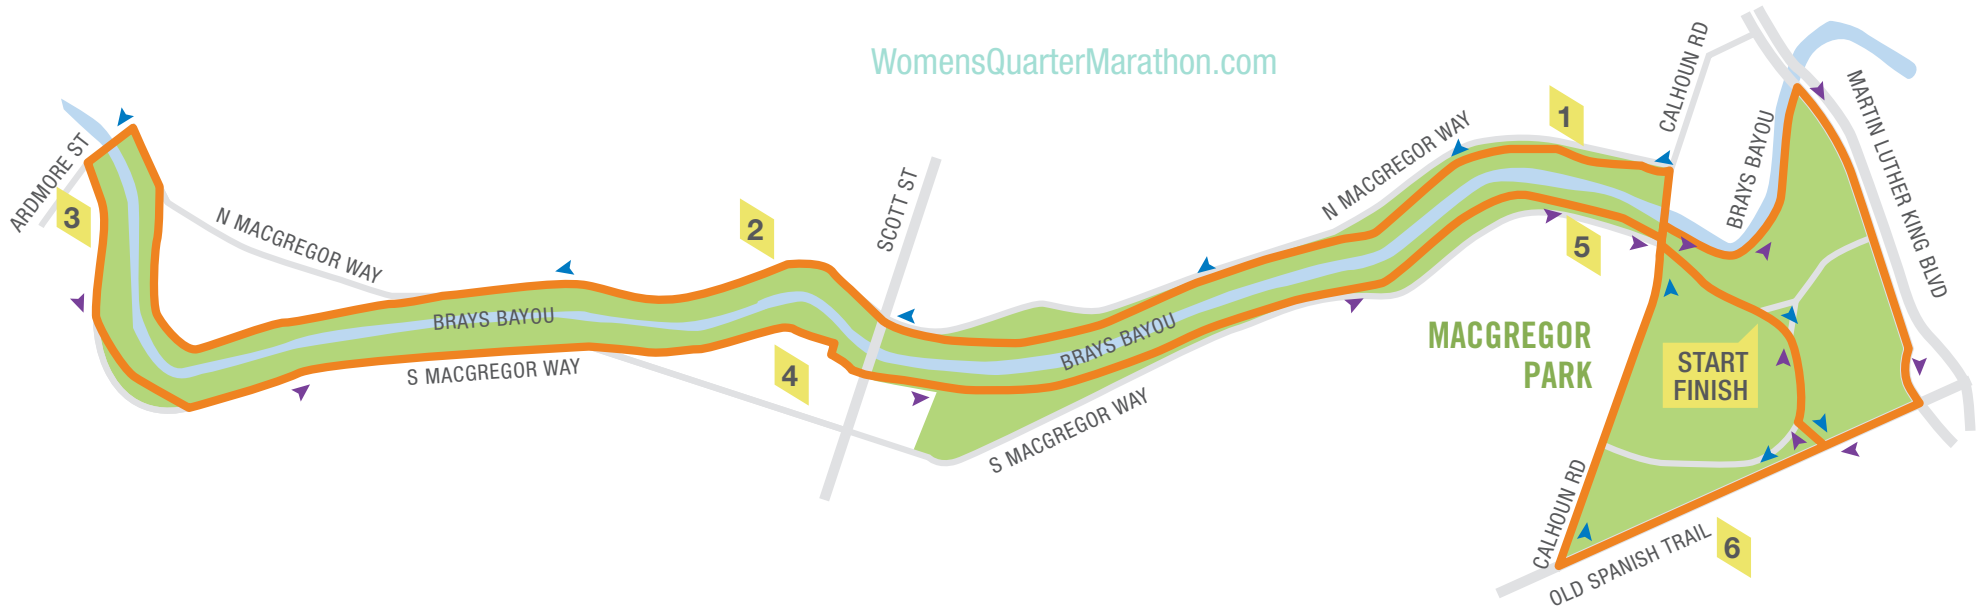 WomensQuarterMarathon.com
CALHOUN RD
MARTIN LUTHER KING BLVD
BRAYS BAYOU
1
N MACGREGOR WAY
ARDMORE ST
3
N MACGREGOR WAY
2
SCOTT ST
5
BRAYS BAYOU
BRAYS BAYOU
MACGREGOR
PARK
START
FINISH
S MACGREGOR WAY
4
S MACGREGOR WAY
CALHOUN RD
OLD SPANISH TRAIL
6